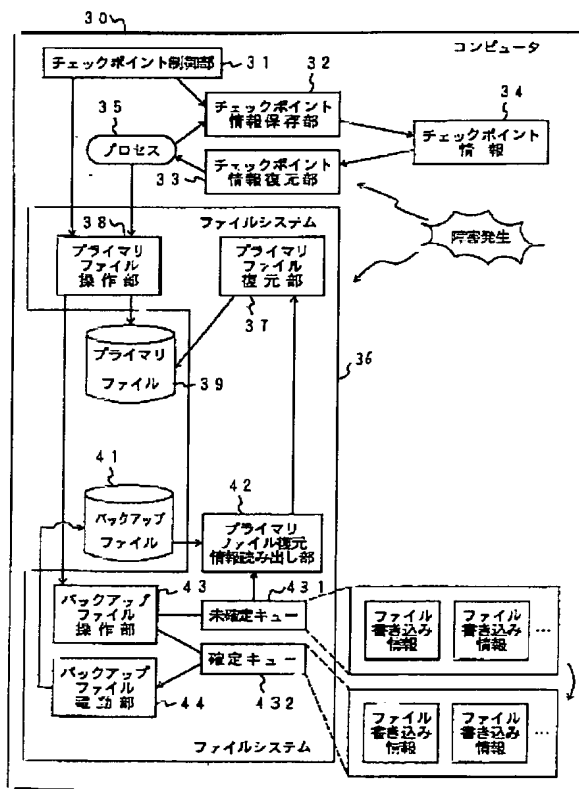 30
コンピュータ
チェックポイント制御部
31
32
チェックポイント
情報保存部
34
チェックポイント
情報
35
プロセス
チェックポイント
情報復元部
33
障害発生
ファイルシステム
38
プライマリ
ファイル
操作部
プライマリ
ファイル
復元部
37
36
プライマリ
ファイル
39
41
バックアップ
ファイル
42
プライマリ
ファイル復元
情報読み出し部
43
バックアップ
ファイル
操作部
431
未確定キュー
確定キュー
432
バックアップ
ファイル
電動部
44
ファイルシステム
ファイル
書き込み
情報
ファイル
書き込み
情報
…
ファイル
書き込み
情報
ファイル
書き込み
情報
…